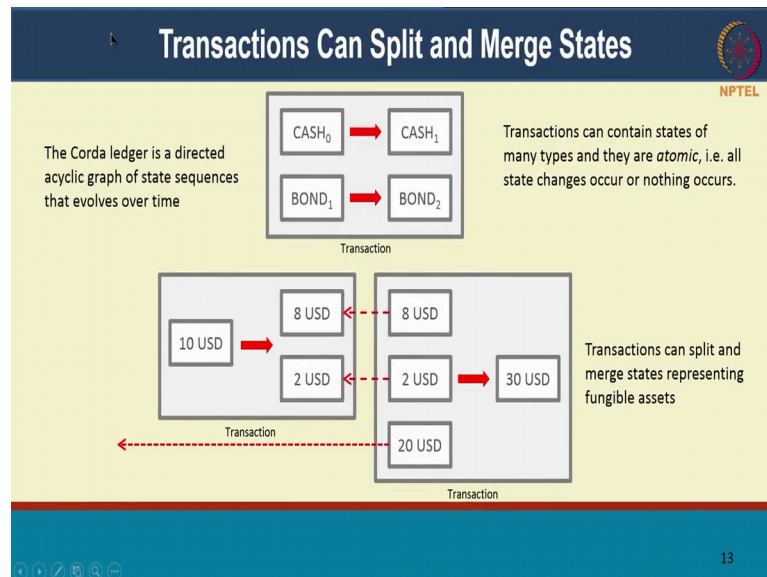 Transactions Can Split and Merge States
NPTEL
The Corda ledger is a directed
acyclic graph of state sequences
that evolves over time
CASH₀
CASH₁
BOND₁
BOND₂
Transaction
Transactions can contain states of
many types and they are atomic, i.e. all
state changes occur or nothing occurs.
10 USD
8 USD
2 USD
Transaction
8 USD
2 USD
20 USD
30 USD
Transaction
Transactions can split and
merge states representing
fungible assets
13